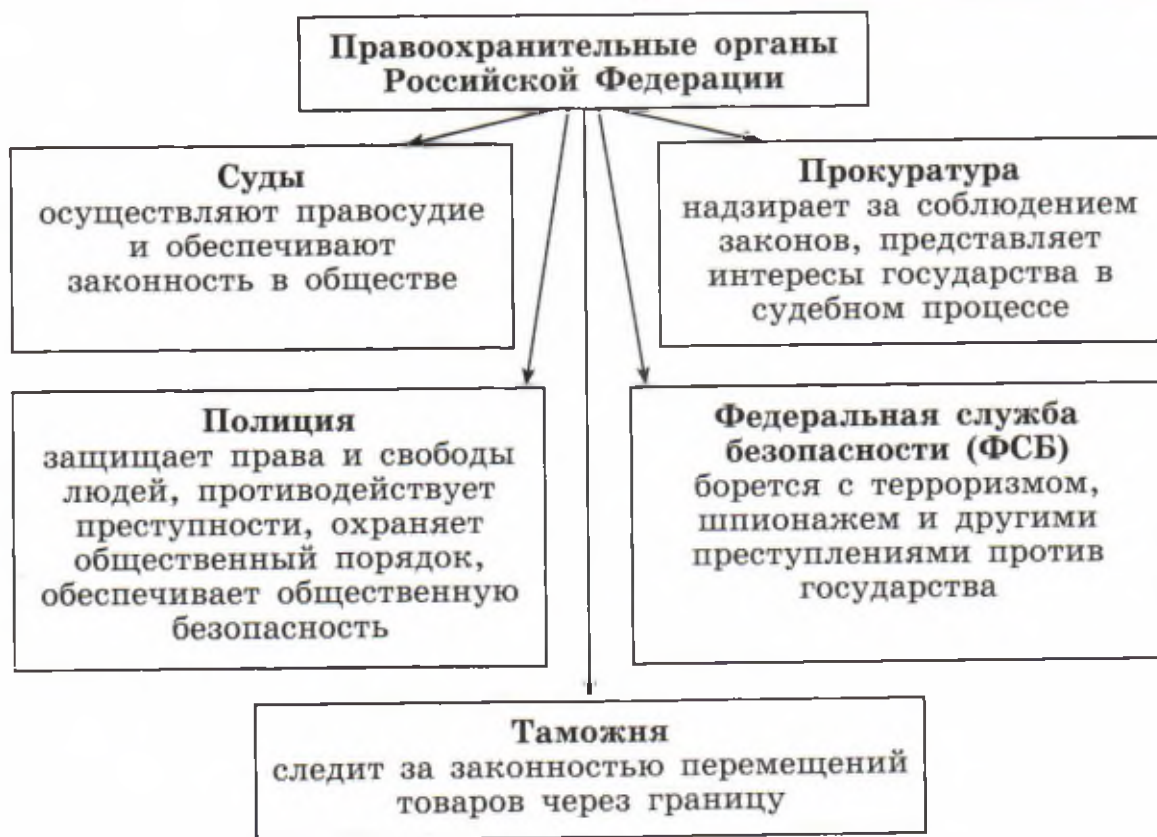 Правоохранительные органы
Российской Федерации
Суды
осуществляют правосудие
и обеспечивают
законность в обществе
Прокуратура
надзирает за соблюдением
законов, представляет
интересы государства в
судебном процессе
Полиция
защищает права и свободы
людей, противодействует
преступности, охраняет
общественный порядок,
обеспечивает общественную
безопасность
Федеральная служба
безопасности (ФСБ)
борется с терроризмом,
шпионажем и другими
преступлениями против
государства
Таможня
следит за законностью перемещений
товаров через границу